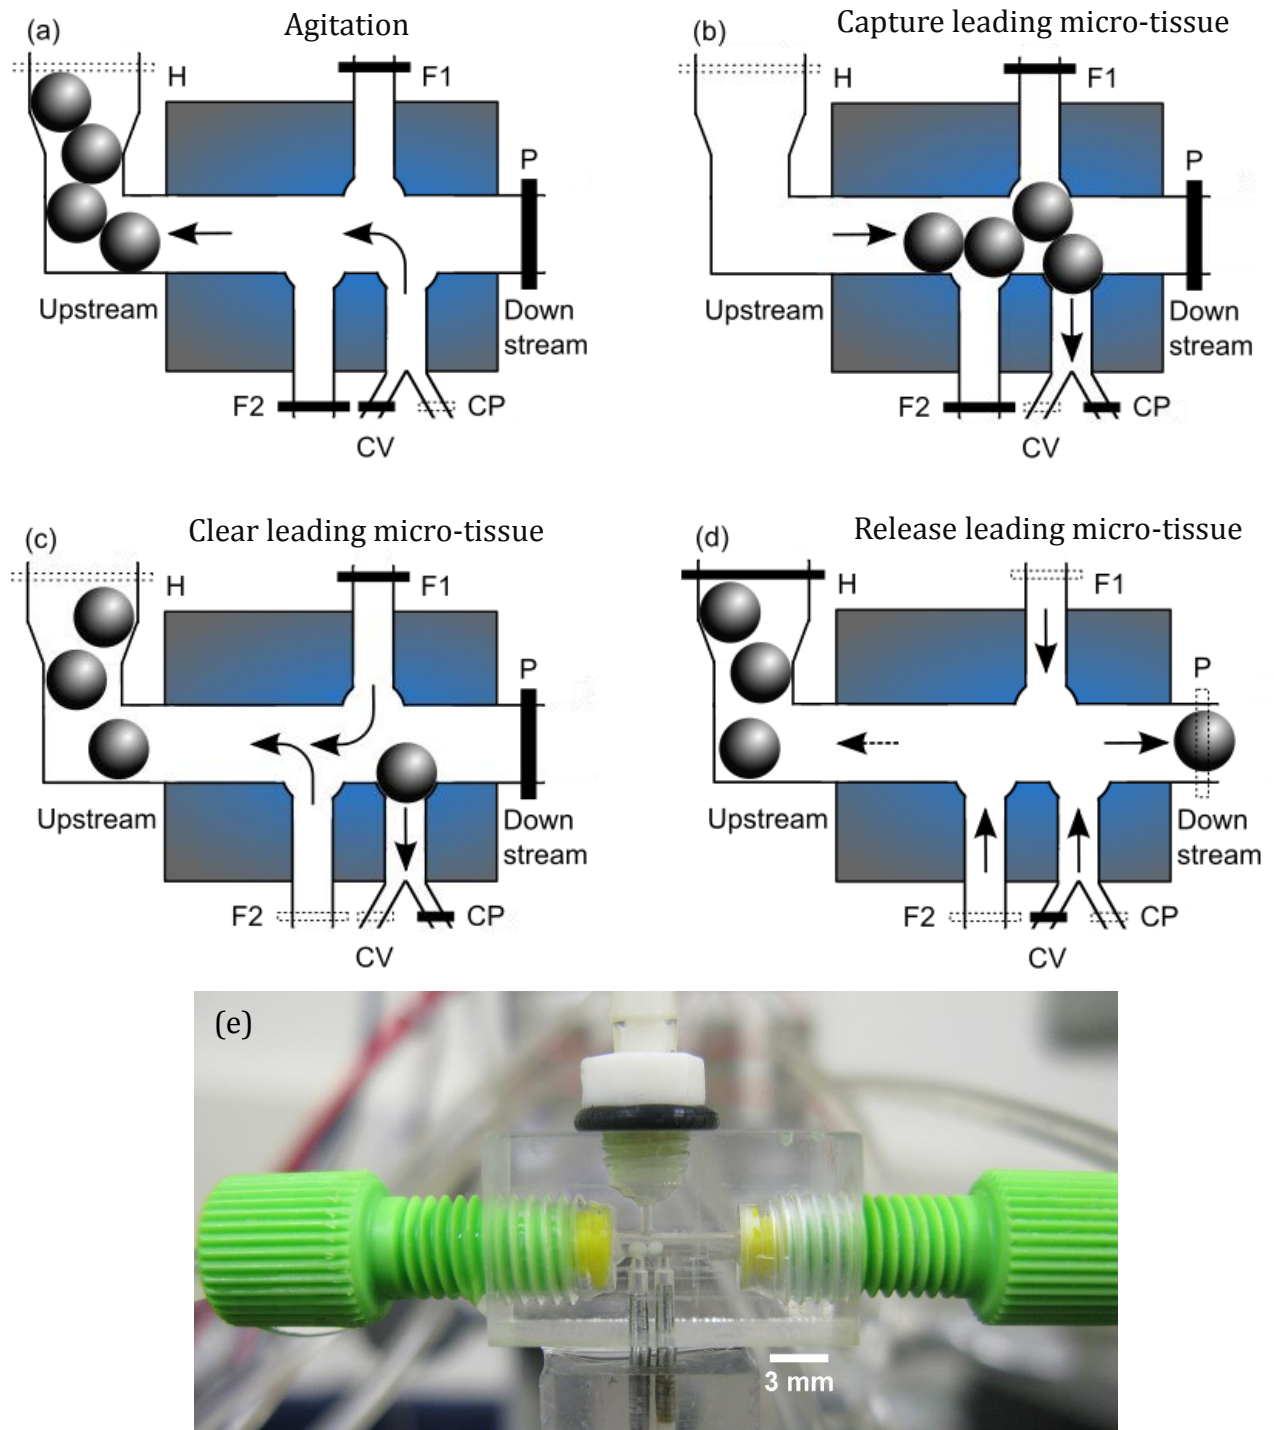 (a)
Agitation
H
F1
P
Upstream
Down
stream
F2
CP
CV
(b)
Capture leading micro-tissue
H
F1
P
Upstream
Down
stream
F2
CP
CV
(c)
Clear leading micro-tissue
H
F1
P
Upstream
Down
stream
F2
CP
CV
(d)
Release leading micro-tissue
H
F1
P
Upstream
Down
stream
F2
CP
CV
(e)
3 mm